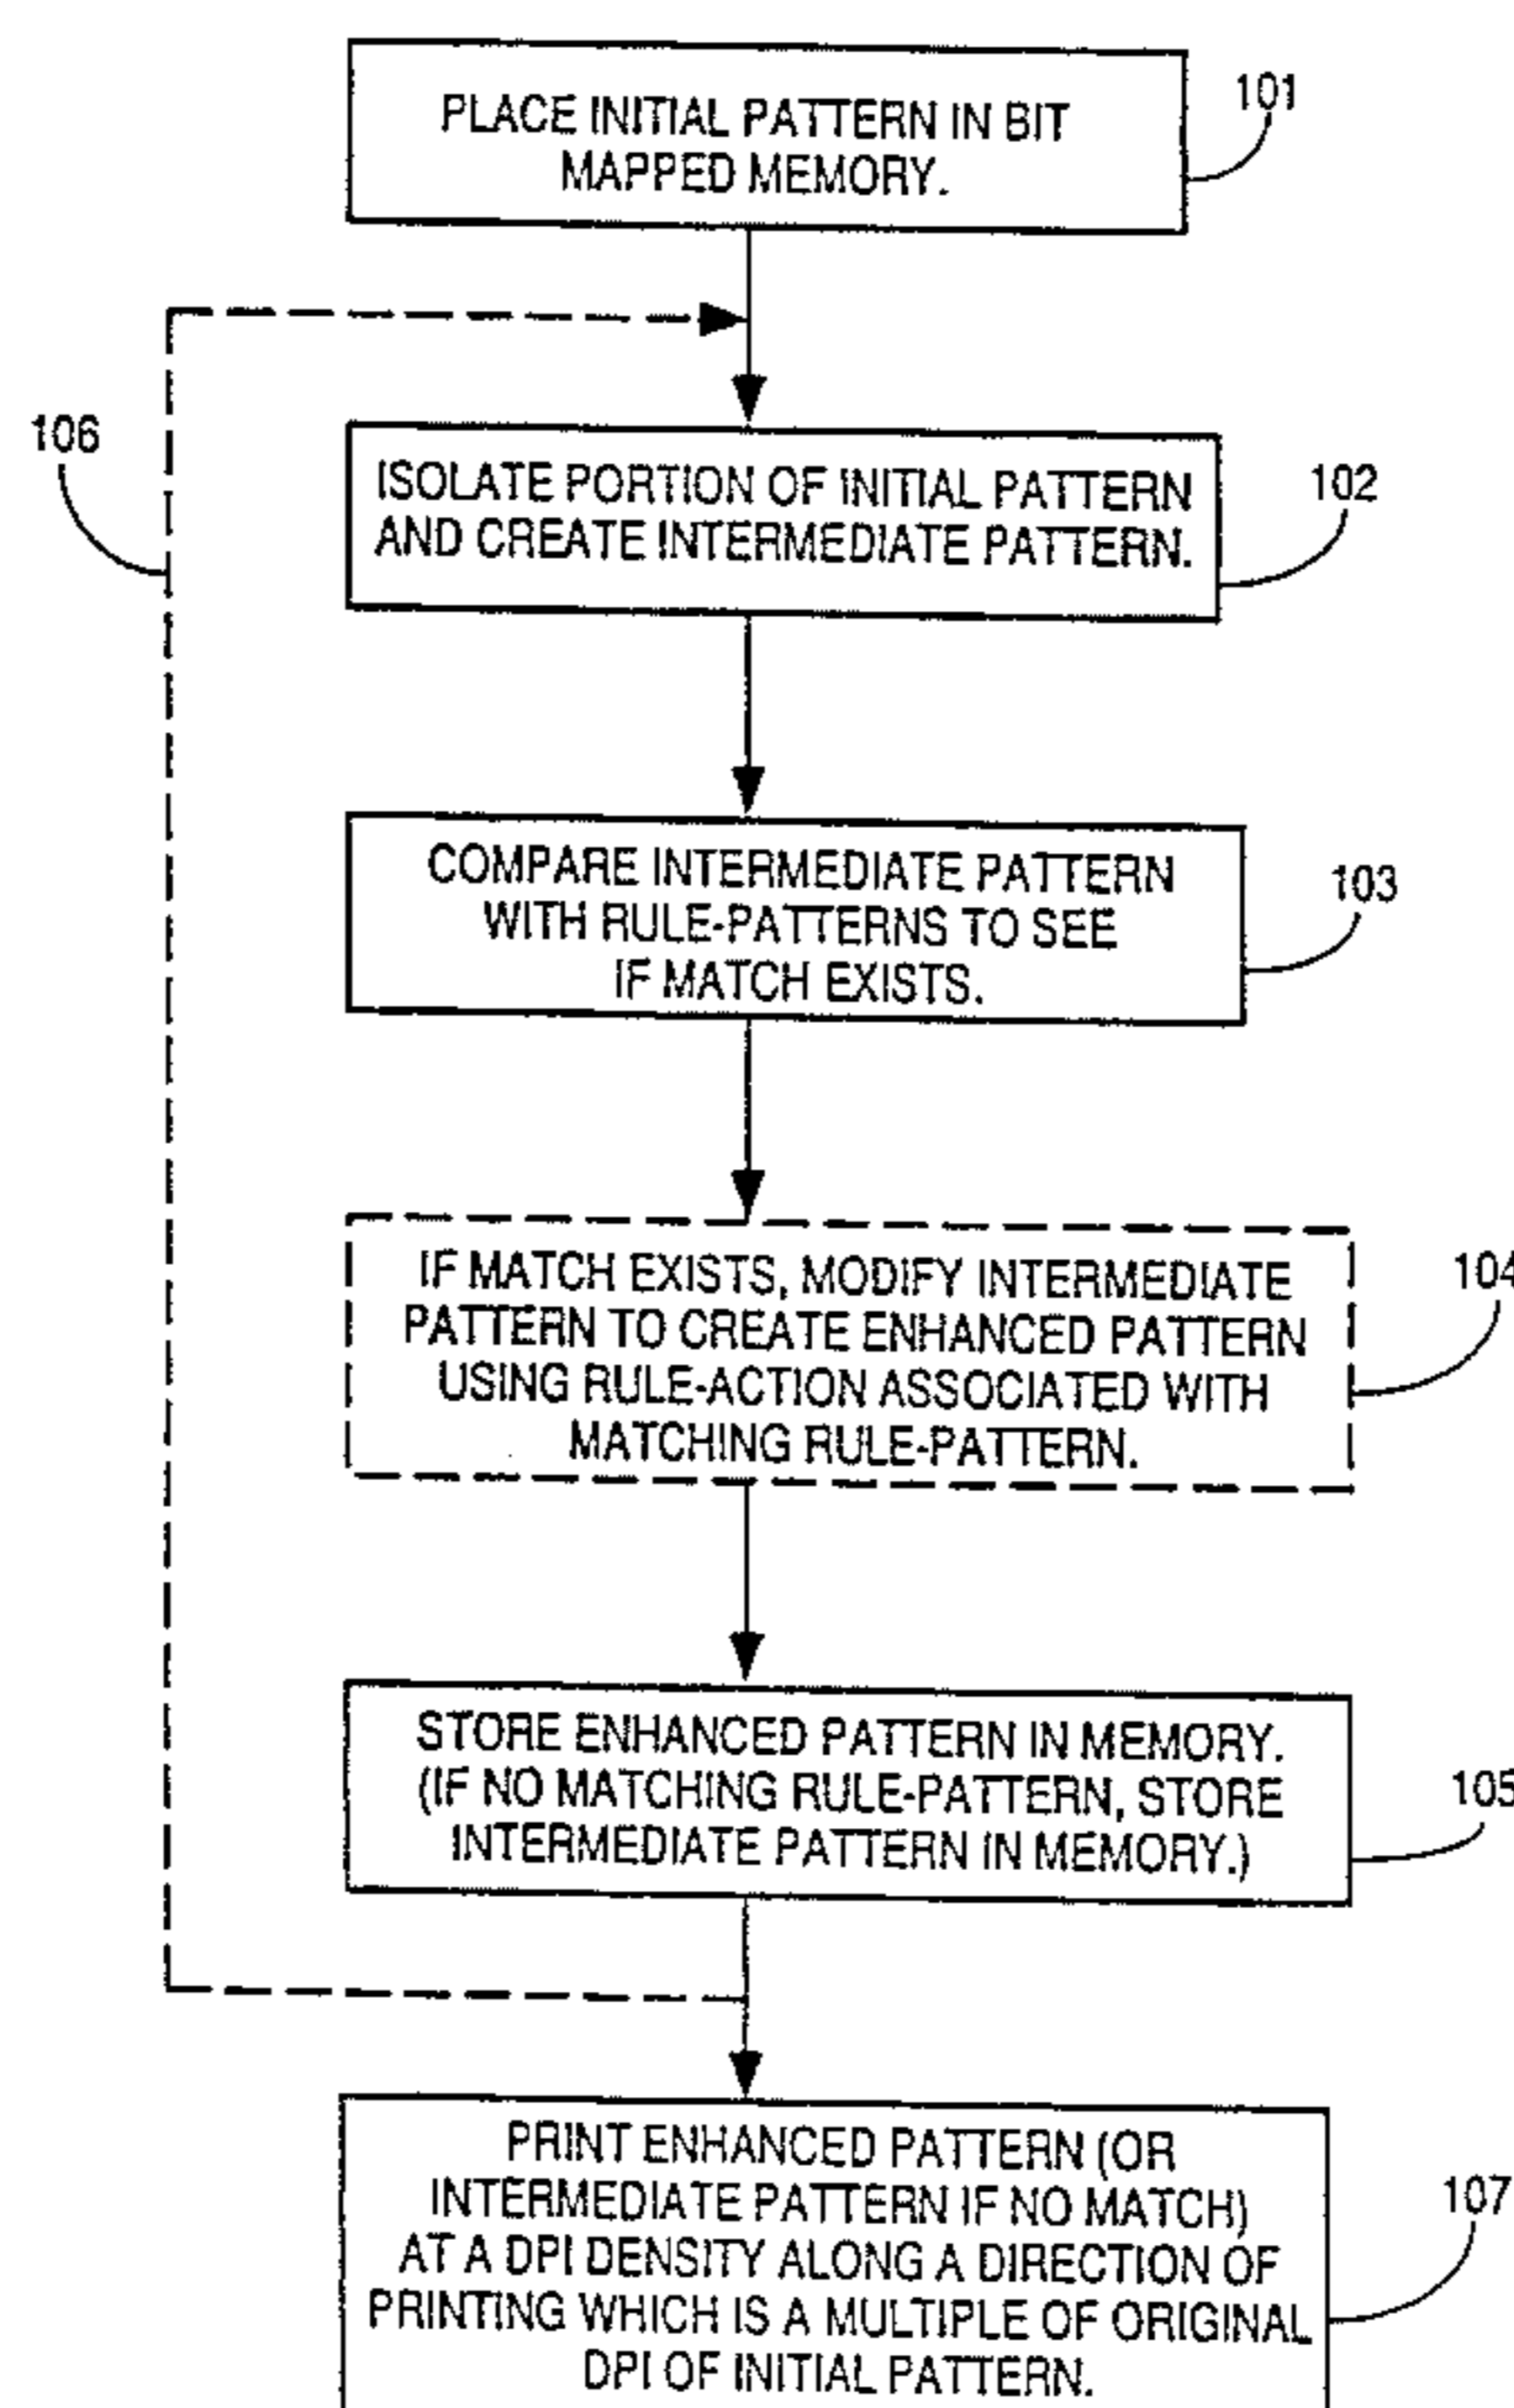 PLACE INITIAL PATTERN IN BIT
MAPPED MEMORY.
101
106
ISOLATE PORTION OF INITIAL PATTERN
AND CREATE INTERMEDIATE PATTERN.
102
COMPARE INTERMEDIATE PATTERN
WITH RULE-PATTERNS TO SEE
IF MATCH EXISTS.
103
IF MATCH EXISTS, MODIFY INTERMEDIATE
PATTERN TO CREATE ENHANCED PATTERN
USING RULE-ACTION ASSOCIATED WITH
MATCHING RULE-PATTERN.
104
STORE ENHANCED PATTERN IN MEMORY.
(IF NO MATCHING RULE-PATTERN, STORE
INTERMEDIATE PATTERN IN MEMORY.)
105
PRINT ENHANCED PATTERN (OR
INTERMEDIATE PATTERN IF NO MATCH)
AT A DPI DENSITY ALONG A DIRECTION OF
PRINTING WHICH IS A MULTIPLE OF ORIGINAL
DPI OF INITIAL PATTERN.
107